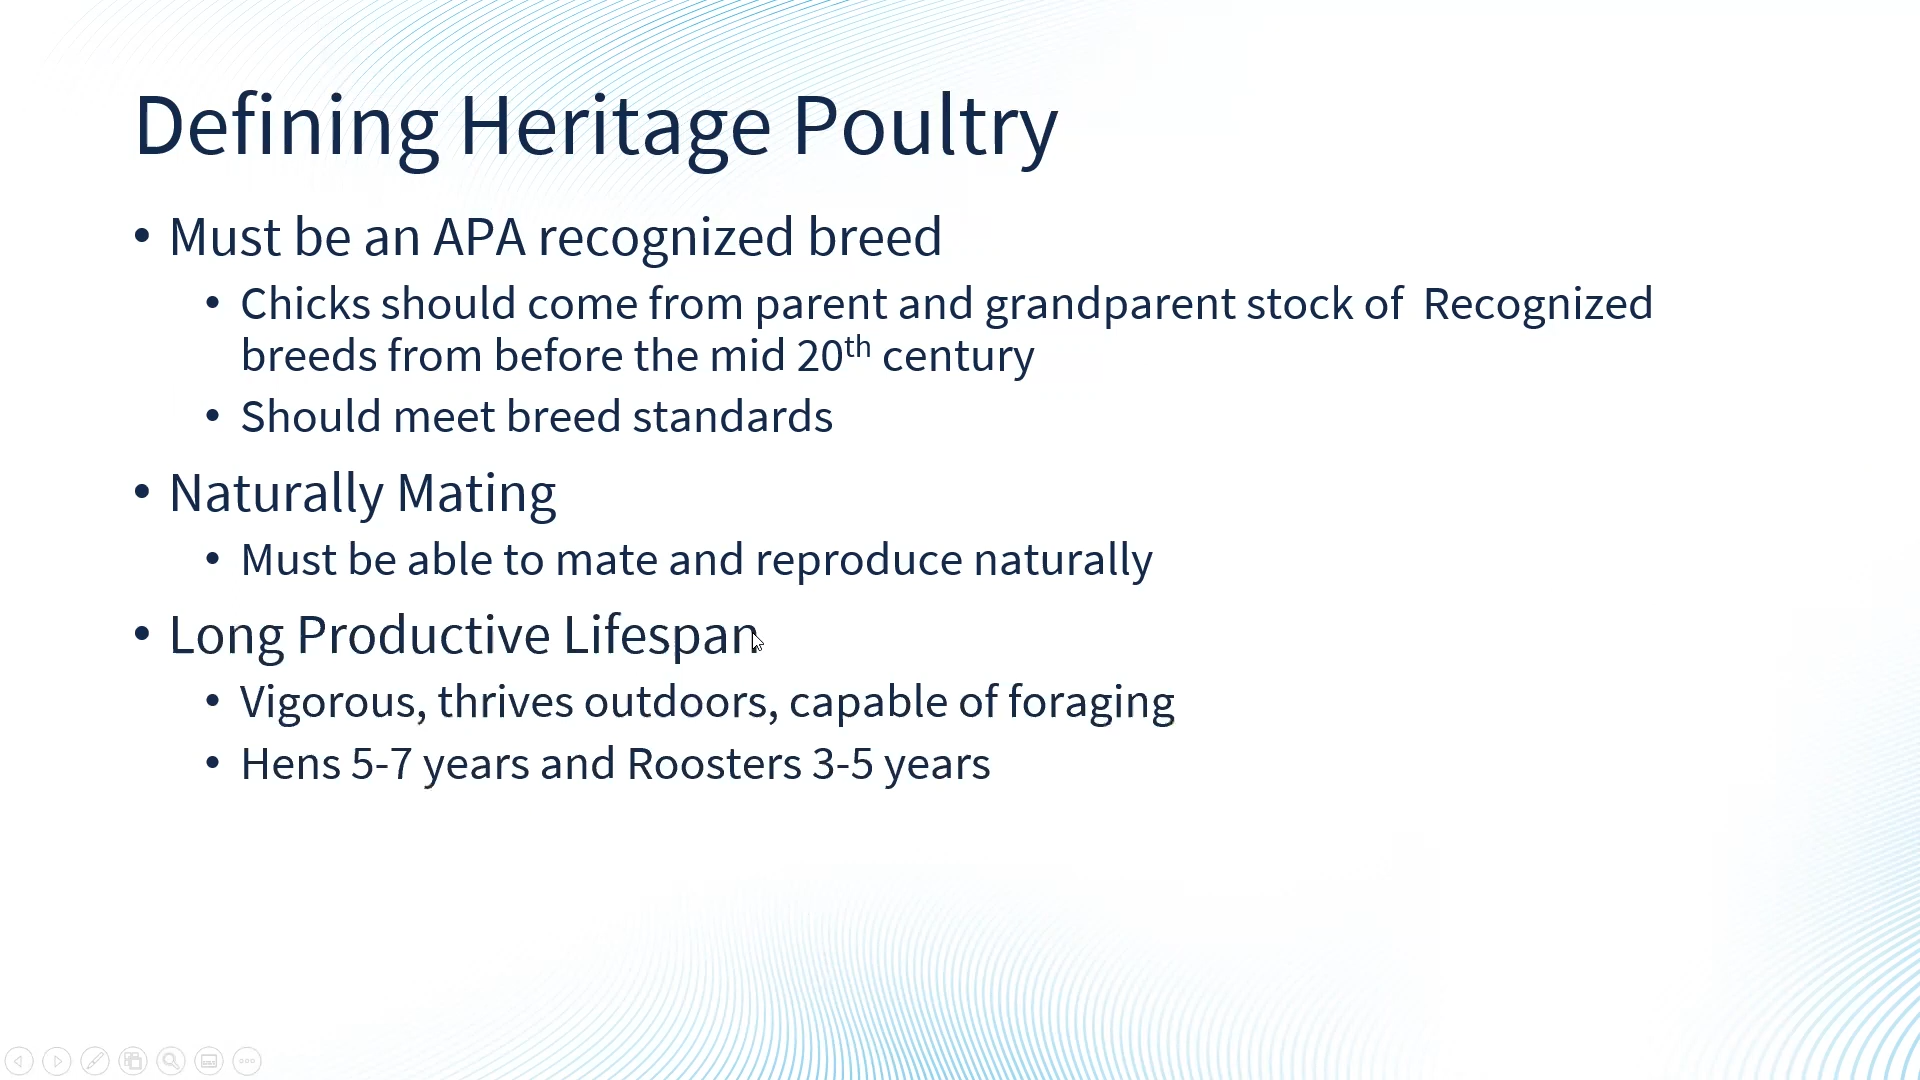 Defining Heritage Poultry
• Must be an APA recognized breed
• Chicks should come from parent and grandparent stock of  Recognized
breeds from before the mid 20th century
• Should meet breed standards
• Naturally Mating
• Must be able to mate and reproduce naturally
• Long Productive Lifespan
• Vigorous, thrives outdoors, capable of foraging
• Hens 5-7 years and Roosters 3-5 years